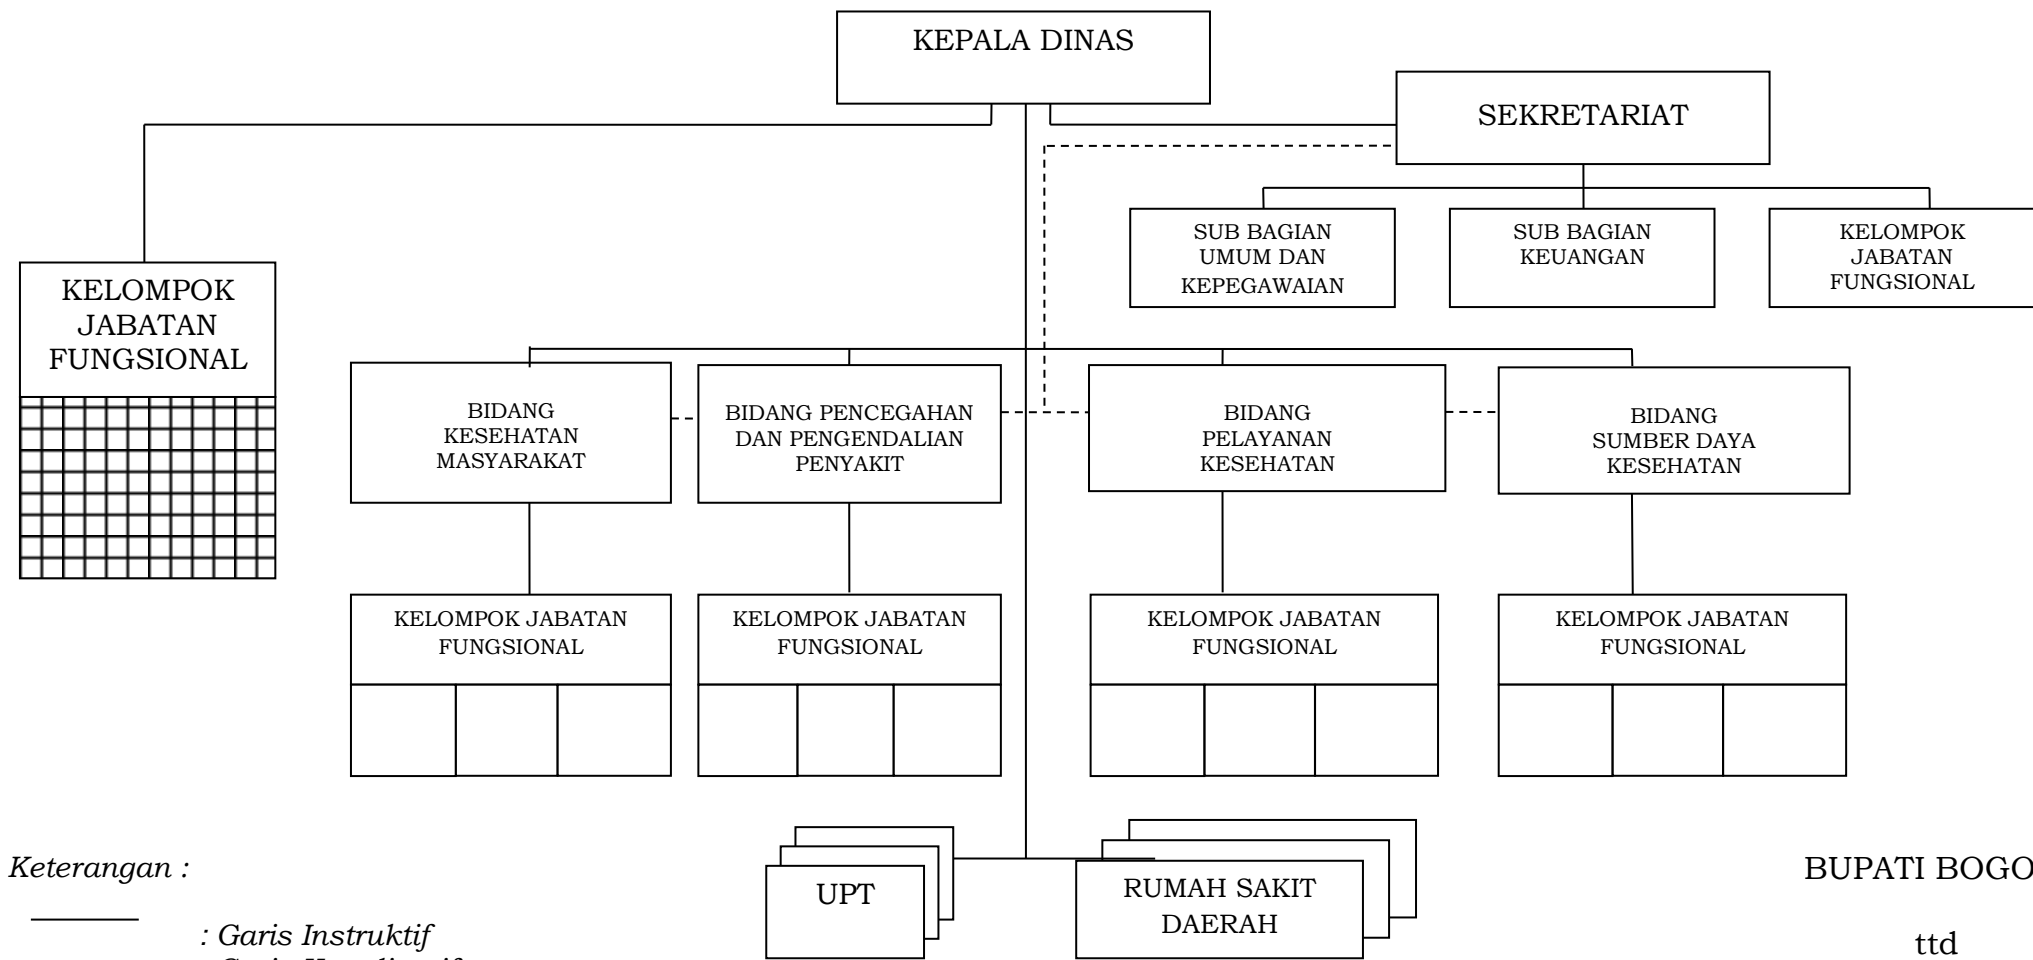 KEPALA DINAS
SEKRETARIAT
SUB BAGIAN
UMUM DAN
KEPEGAWAIAN
SUB BAGIAN
KEUANGAN
KELOMPOK
JABATAN
FUNGSIONAL
KELOMPOK
JABATAN
FUNGSIONAL
BIDANG
KESEHATAN
MASYARAKAT
BIDANG PENCEGAHAN
DAN PENGENDALIAN
PENYAKIT
BIDANG
PELAYANAN
KESEHATAN
BIDANG
SUMBER DAYA
KESEHATAN
KELOMPOK JABATAN
FUNGSIONAL
KELOMPOK JABATAN
FUNGSIONAL
KELOMPOK JABATAN
FUNGSIONAL
KELOMPOK JABATAN
FUNGSIONAL
UPT
RUMAH SAKIT
DAERAH
Keterangan :
: Garis Instruktif
BUPATI BOGO
ttd